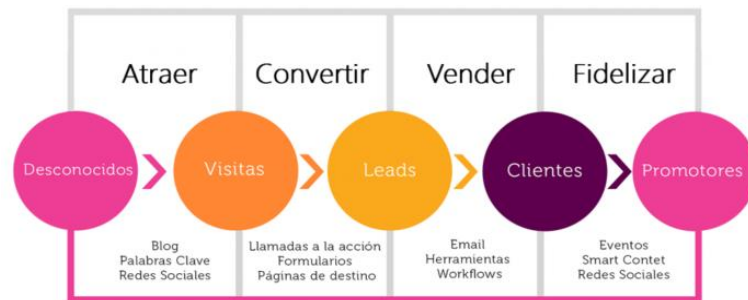 Atraer
Convertir
Vender
Fidelizar
Desconocidos
Visitas
Leads
Clientes
Promotores
Blog
Palabras Clave
Redes Sociales
Llamadas a la acción
Formularios
Páginas de destino
Email
Herramientas
Workflows
Eventos
Smart Contet
Redes Sociales